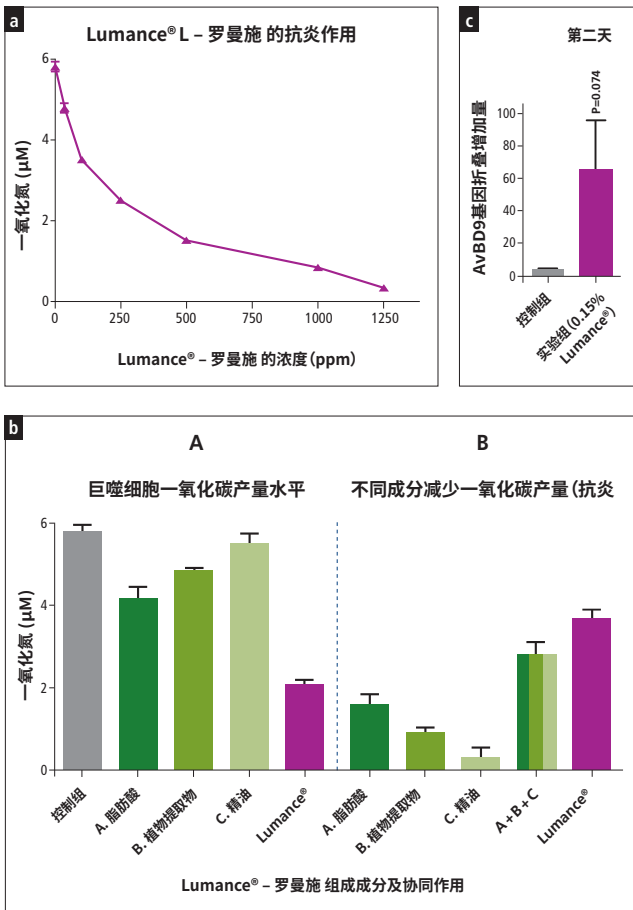 a
Lumance® L – 罗曼施 的抗炎作用
一氧化氮 (μM)
6
4
2
0
0
250
500
750
1000
1250
Lumance® – 罗曼施 的浓度(ppm)
c
第二天
AvBD9基因折叠增加量
P=0.074
100
80
60
40
20
0
控制组
实验组(0.15%
Lumance®)
b
A
B
巨噬细胞一氧化碳产量水平
不同成分减少一氧化碳产量(抗炎
一氧化氮 (μM)
6
4
2
0
控制组
A. 脂肪酸
B. 植物提取物
C. 精油
Lumance®
A. 脂肪酸
B. 植物提取物
C. 精油
A+B+C
Lumance®
Lumance® – 罗曼施 组成成分及协同作用